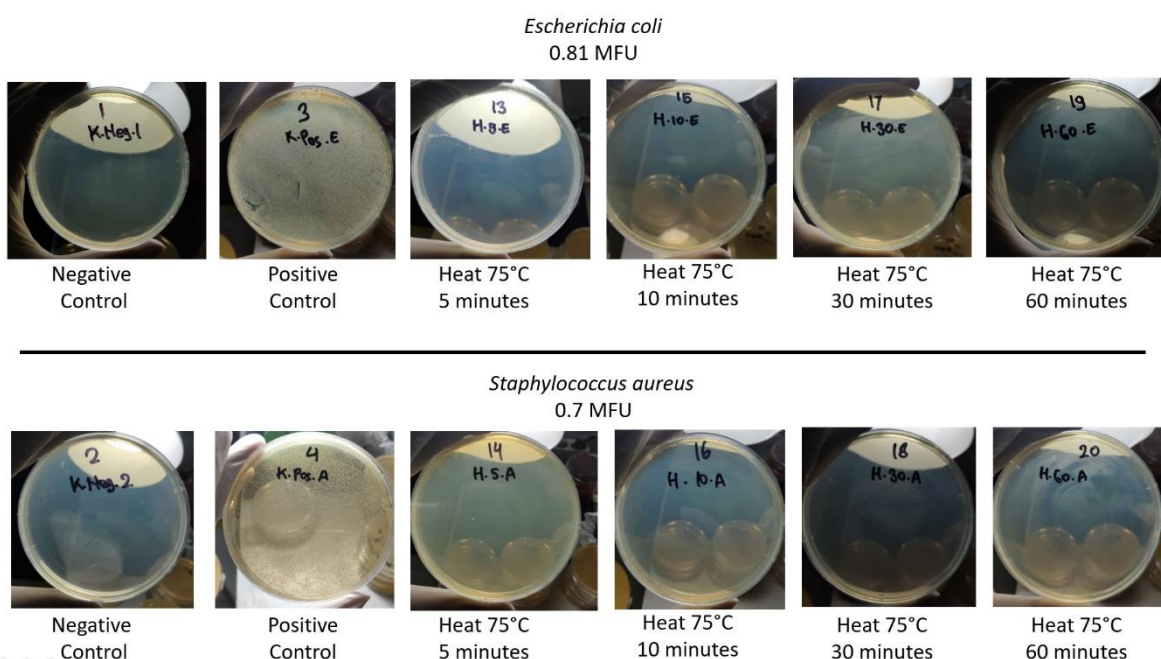 Escherichia coli
0.81 MFU
1
K.Neg.1
3
K.Pos.E
13
H.5.E
15
H.10.E
17
H.30.E
19
H.60.E
Negative
Control
Positive
Control
Heat 75°C
5 minutes
Heat 75°C
10 minutes
Heat 75°C
30 minutes
Heat 75°C
60 minutes
Staphylococcus aureus
0.7 MFU
2
K.Neg.2
4
K.Pos.A
14
H.5.A
16
H.10.A
18
H.30.A
20
H.60.A
Negative
Control
Positive
Control
Heat 75°C
5 minutes
Heat 75°C
10 minutes
Heat 75°C
30 minutes
Heat 75°C
60 minutes